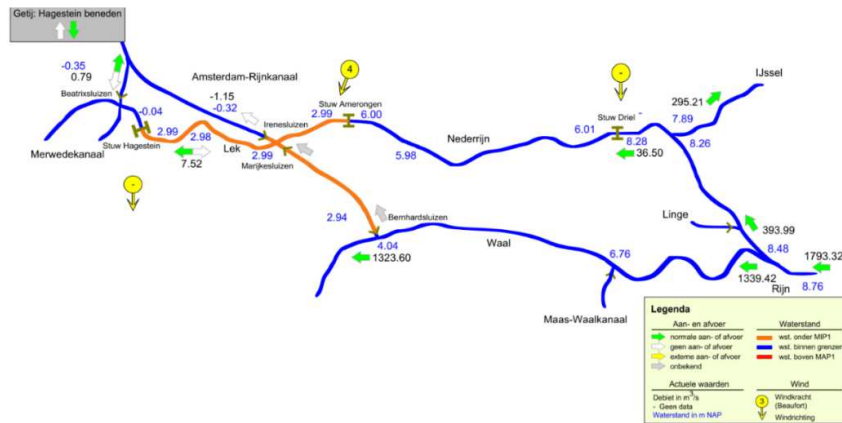 Getij: Hagestein beneden
-0.35
0.79
Beatrixsluizen
-0.04
Merwedekanaal
Stuw Hagestein
-
2.99
2.98
7.52
Lek
Amsterdam-Rijnkanaal
-1.15
-0.32
Irenesluizen
2.99
Marijkesluizen
4
Stuw Amerongen
2.99
6.00
5.98
Nederrijn
-
Stuw Driel
-
6.01
8.28
36.50
IJssel
295.21
7.89
8.26
2.94
Bernhardsluizen
4.04
1323.60
Waal
6.76
Maas-Waalkanaal
Linge
393.99
8.48
1339.42
1793.32
Rijn
8.76
Legenda
Aan- en afvoer
Waterstand
normale aan- of afvoer
wst. onder MIP1
geen aan- of afvoer
wst. binnen grenzen
externe aan- of afvoer
wst. boven MAP1
onbekend
Actuele waarden
Wind
Debiet in m³/s
- Geen data
Waterstand in m NAP
3
Windkracht
(Beaufort)
Windrichting